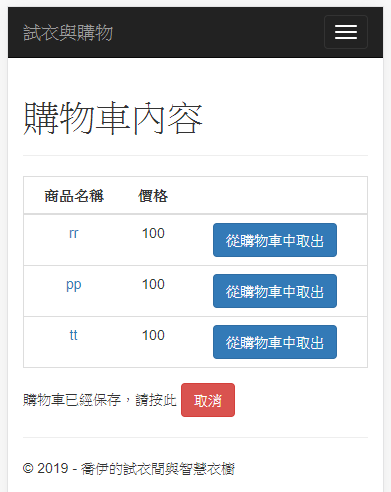 試衣與購物
購物車內容
商品名稱 價格
rr 100 從購物車中取出
pp 100 從購物車中取出
tt 100 從購物車中取出
購物車已經保存，請按此 取消
© 2019 - 喬伊的試衣間與智慧衣櫥